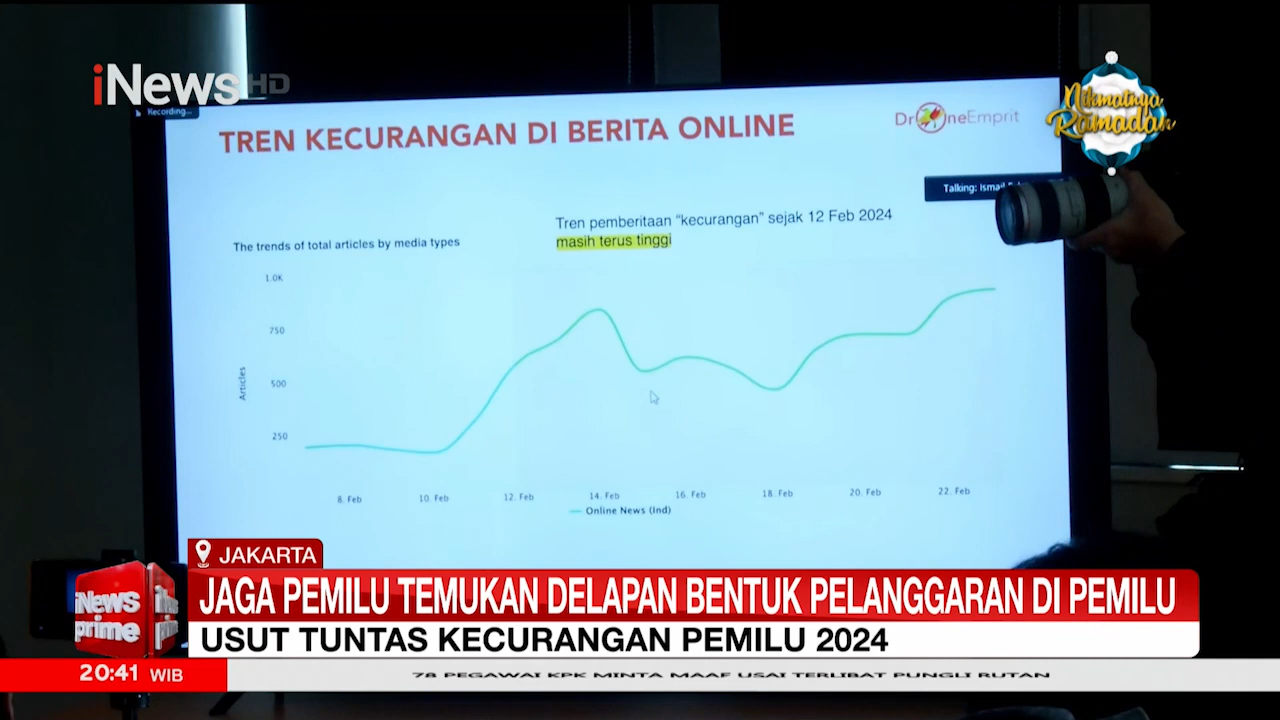 iNews HD
Recording...
TREN KECURANGAN DI BERITA ONLINE
DroneEmprit
Nikmatnya
Ramadan
Talking: Ismail
Tren pemberitaan “kecurangan” sejak 12 Feb 2024
masih terus tinggi
The trends of total articles by media types
1.0K
750
500
250
Articles
8. Feb
10. Feb
12. Feb
14. Feb
16. Feb
18. Feb
20. Feb
22. Feb
Online News (Ind)
JAKARTA
JAGA PEMILU TEMUKAN DELAPAN BENTUK PELANGGARAN DI PEMILU
USUT TUNTAS KECURANGAN PEMILU 2024
iNews
prime
20:41 WIB
78 PEGAWAI KPK MINTA MAAF USAI TERLIBAT PUNGLI RUTAN